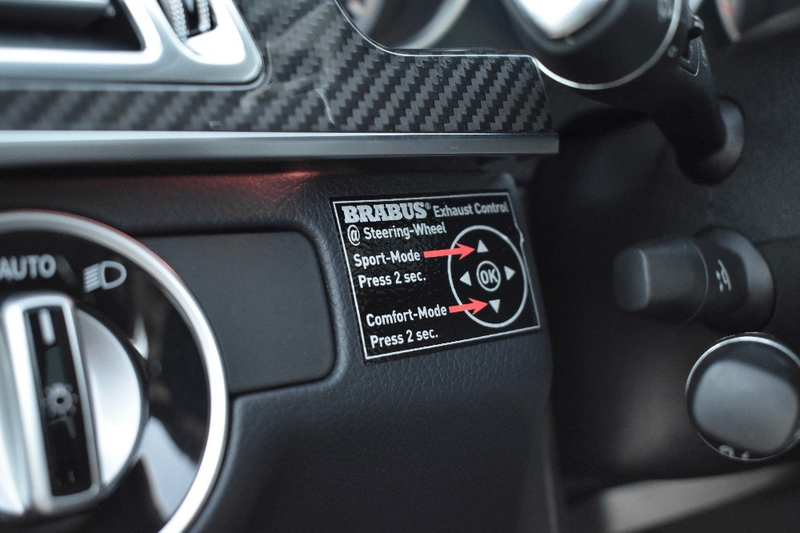 BRABUS® Exhaust Control
@ Steering-Wheel
Sport-Mode
Press 2 sec.
OK
Comfort-Mode
Press 2 sec.
AUTO